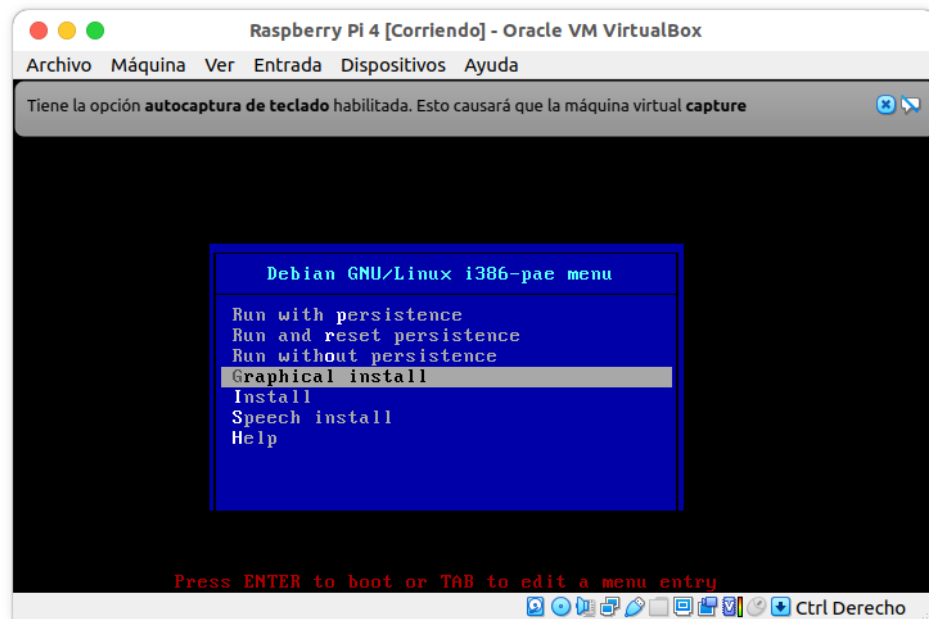 Raspberry Pi 4 [Corriendo] - Oracle VM VirtualBox
Archivo Máquina Ver Entrada Dispositivos Ayuda
Tiene la opción autocaptura de teclado habilitada. Esto causará que la máquina virtual capture
Debian GNU/Linux i386-pae menu
Run with persistence
Run and reset persistence
Run without persistence
Graphical install
Install
Speech install
Help
Press ENTER to boot or TAB to edit a menu entry
Ctrl Derecho